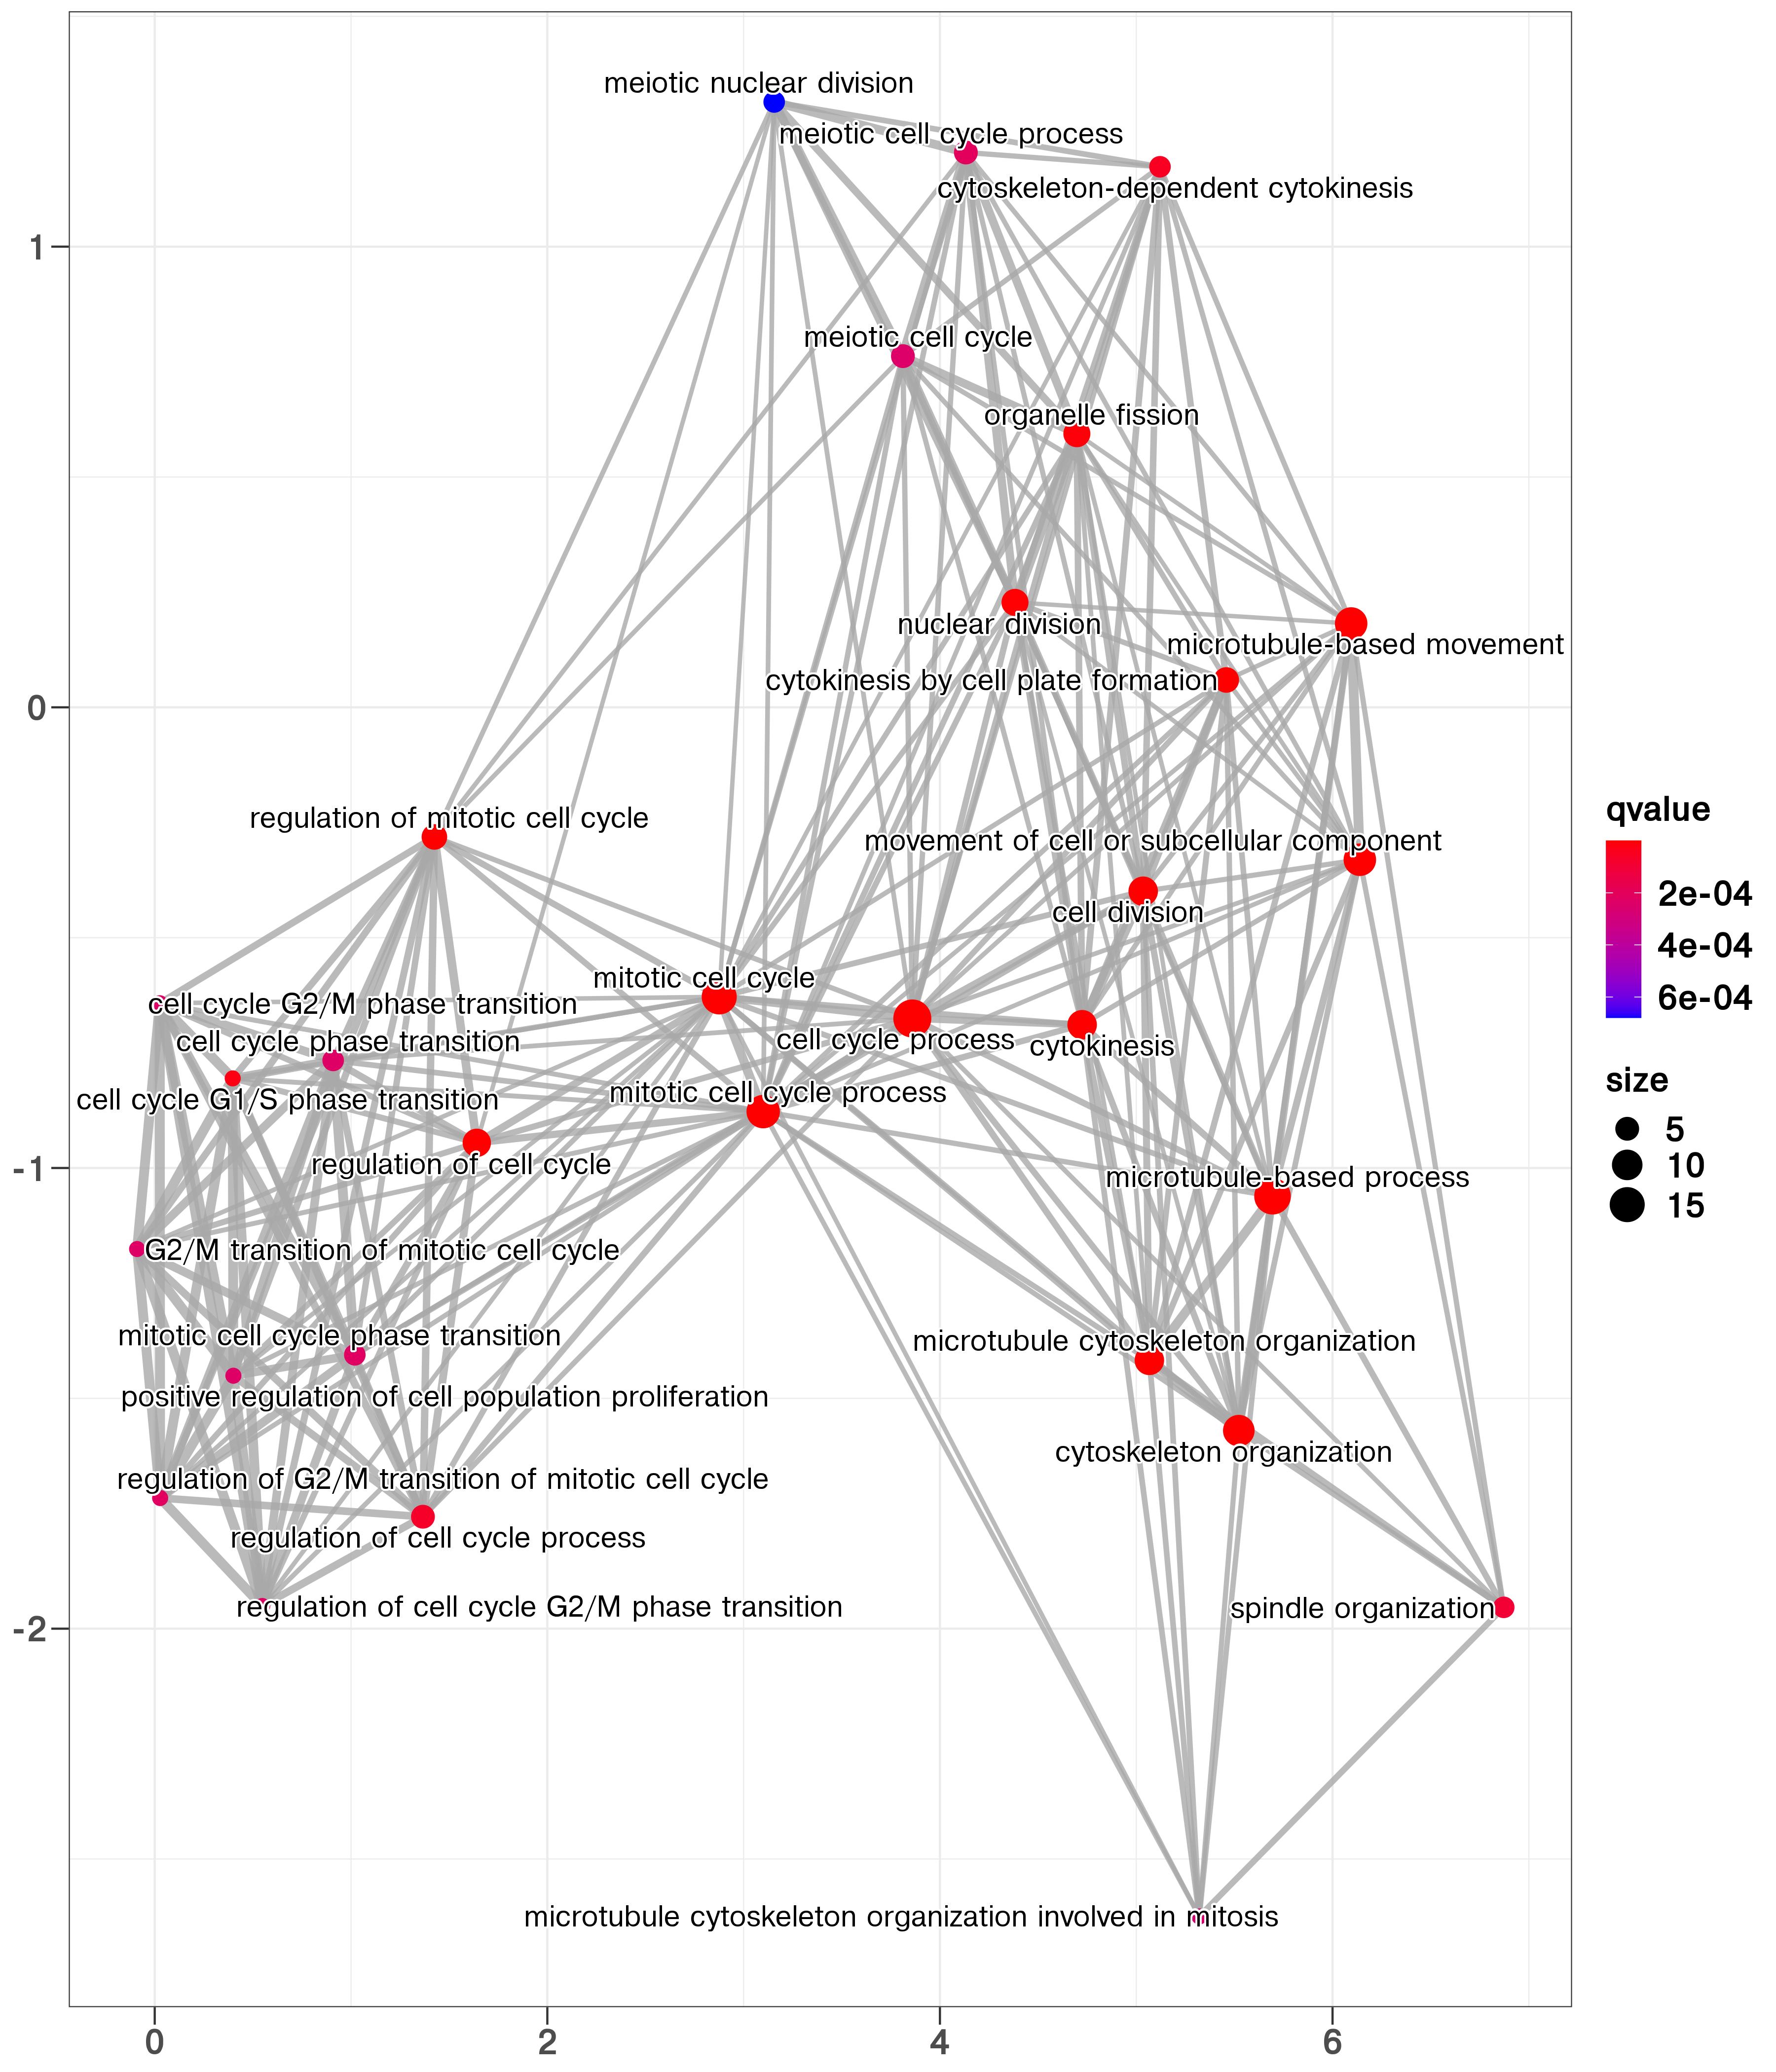 meiotic nuclear division
meiotic cell cycle process
cytoskeleton-dependent cytokinesis
1
meiotic cell cycle
organelle fission
nuclear division
microtubule-based movement
cytokinesis by cell plate formation
0
regulation of mitotic cell cycle
movement of cell or subcellular component
cell division
mitotic cell cycle
cell cycle G2/M phase transition
cell cycle process
cytokinesis
cell cycle phase transition
mitotic cell cycle process
cell cycle G1/S phase transition
regulation of cell cycle
-1
microtubule-based process
G2/M transition of mitotic cell cycle
mitotic cell cycle phase transition
microtubule cytoskeleton organization
positive regulation of cell population proliferation
cytoskeleton organization
regulation of G2/M transition of mitotic cell cycle
regulation of cell cycle process
regulation of cell cycle G2/M phase transition
spindle organization
-2
microtubule cytoskeleton organization involved in mitosis
0
2
4
6
qvalue
2e-04
4e-04
6e-04
size
5
10
15